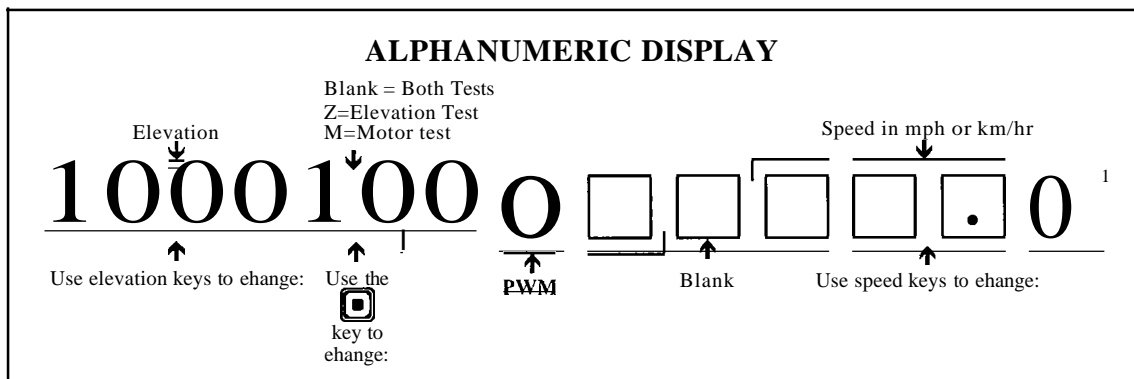 ALPHANUMERIC DISPLAY
Blank = Both Tests
Z=Elevation Test
M=Motor test
Elevation
Speed in mph or km/hr
1000100 0 . 0 1
Use elevation keys to ehange:
Use the
key to
ehange:
PWM
Blank
Use speed keys to ehange: